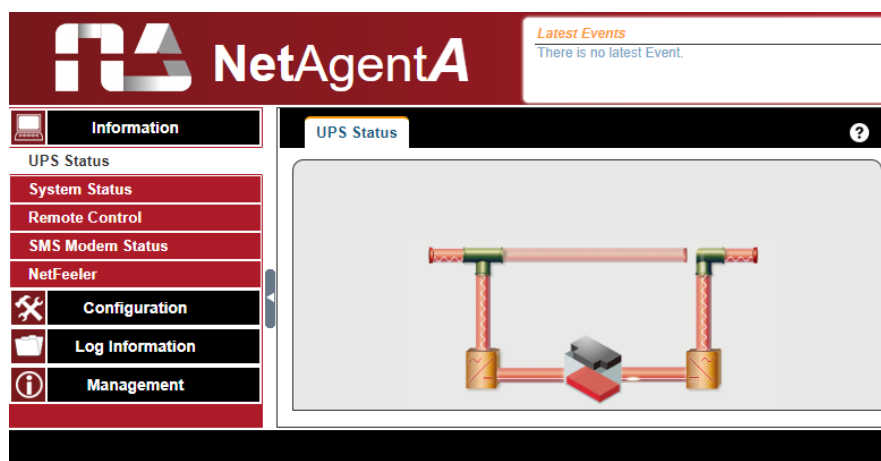 NetAgentA
Latest Events
There is no latest Event.
Information
UPS Status
?
UPS Status
System Status
Remote Control
SMS Modem Status
NetFeeler
Configuration
Log Information
Management